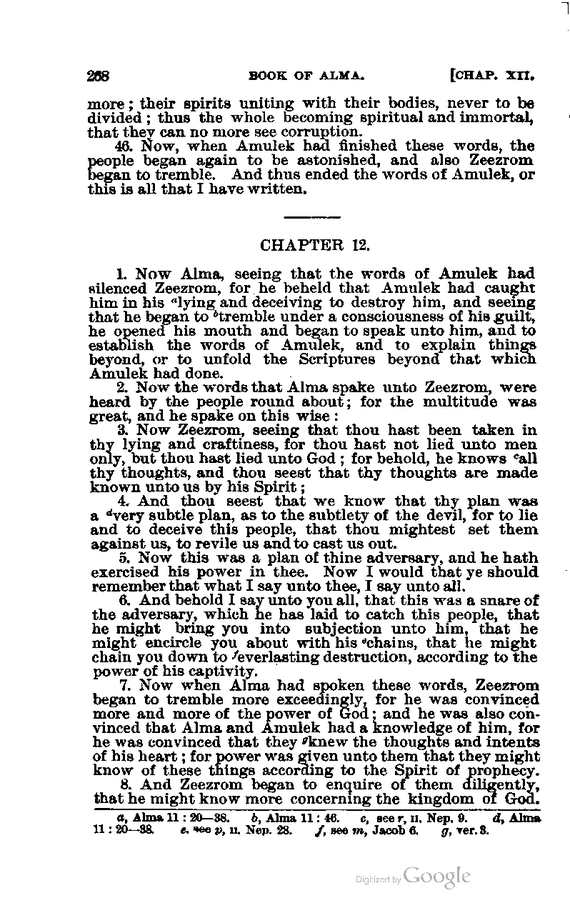 268 BOOK OF ALMA. [CHAP. XII.
more; their spirits uniting with their bodies, never to be
divided; thus the whole becoming spiritual and immortal,
that they can no more see corruption.
46. Now, when Amulek had finished these words, the
people began again to be astonished, and also Zeezrom
began to tremble. And thus ended the words of Amulek, or
this is all that I have written.
CHAPTER 12.
1. Now Alma, seeing that the words of Amulek had
silenced Zeezrom, for he beheld that Amulek had caught
him in his ᵃlying and deceiving to destroy him, and seeing
that he began to ᵇtremble under a consciousness of his guilt,
he opened his mouth and began to speak unto him, and to
establish the words of Amulek, and to explain things
beyond, or to unfold the Scriptures beyond that which
Amulek had done.
2. Now the words that Alma spake unto Zeezrom, were
heard by the people round about; for the multitude was
great, and he spake on this wise:
3. Now Zeezrom, seeing that thou hast been taken in
thy lying and craftiness, for thou hast not lied unto men
only, but thou hast lied unto God; for behold, he knows ᶜall
thy thoughts, and thou seest that thy thoughts are made
known unto us by his Spirit;
4. And thou seest that we know that thy plan was
a ᵈvery subtle plan, as to the subtlety of the devil, for to lie
and to deceive this people, that thou mightest set them
against us, to revile us and to cast us out.
5. Now this was a plan of thine adversary, and he hath
exercised his power in thee. Now I would that ye should
remember that what I say unto thee, I say unto all.
6. And behold I say unto you all, that this was a snare of
the adversary, which he has laid to catch this people, that
he might bring you into subjection unto him, that he
might encircle you about with his ᵉchains, that he might
chain you down to ᶠeverlasting destruction, according to the
power of his captivity.
7. Now when Alma had spoken these words, Zeezrom
began to tremble more exceedingly, for he was convinced
more and more of the power of God; and he was also con-
vinced that Alma and Amulek had a knowledge of him, for
he was convinced that they ᵍknew the thoughts and intents
of his heart; for power was given unto them that they might
know of these things according to the Spirit of prophecy.
8. And Zeezrom began to enquire of them diligently,
that he might know more concerning the kingdom of God.
a, Alma 11: 20—38. b, Alma 11: 46. c, see r, II. Nep. 9. d, Alma
11: 20—38. e, see p, II. Nep. 28. f, see m, Jacob 6. g, ver. 3.
Digitized by Google